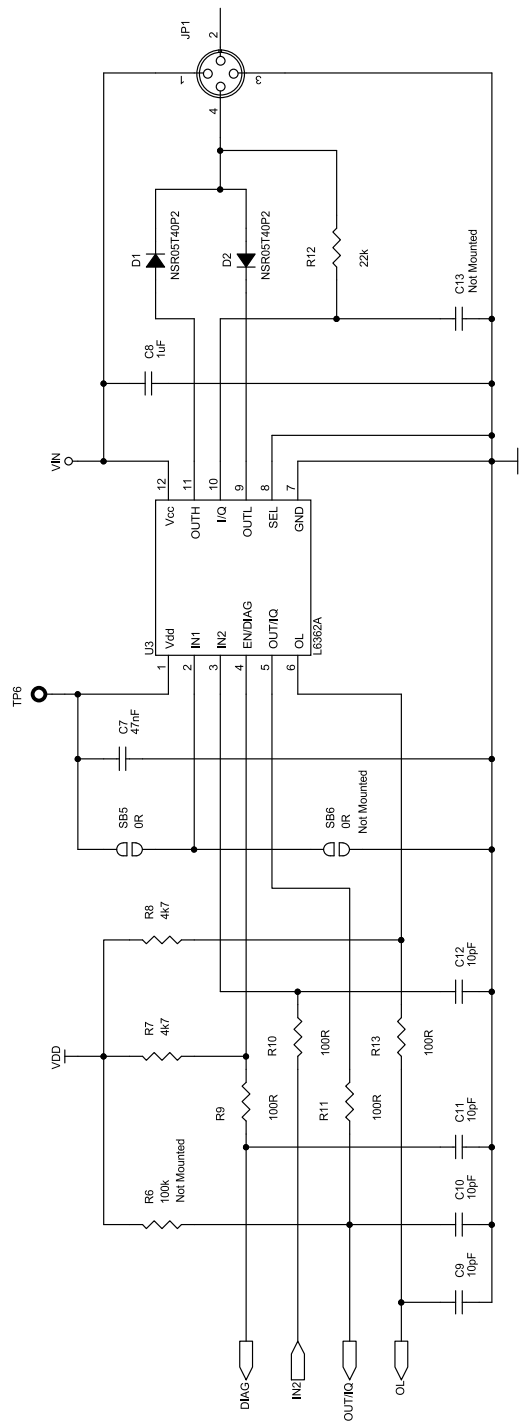 JP1
1
2
3
4
D1
NSR05T40P2
D2
NSR05T40P2
R12
22k
C13
Not Mounted
C8
1uF
VIN
12
11
10
9
8
7
Vcc
OUTH
I/Q
OUTL
SEL
GND
U3
L6362A
Vdd
IN1
IN2
EN/DIAG
OUT/IQ
OL
1
2
3
4
5
6
TP6
C7
47nF
SB5
0R
SB6
0R
Not Mounted
R8
4k7
VDD
R7
4k7
R6
100k
Not Mounted
R9
100R
R10
100R
R11
100R
R13
100R
C12
10pF
C11
10pF
C10
10pF
C9
10pF
DIAG
IN2
OUT/IQ
OL